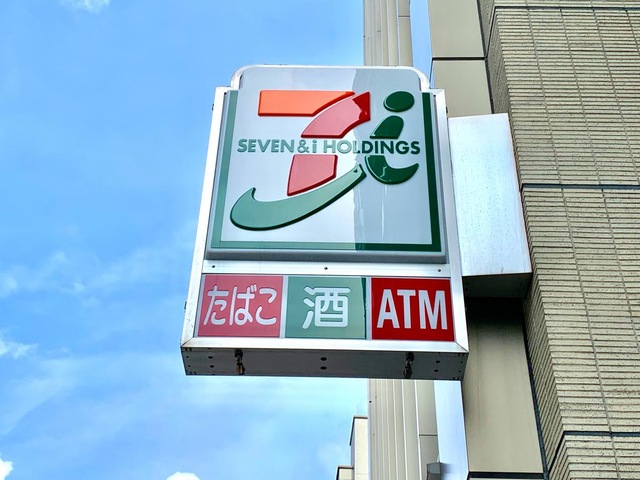 SEVEN & i HOLDINGS
たばこ 酒 ATM